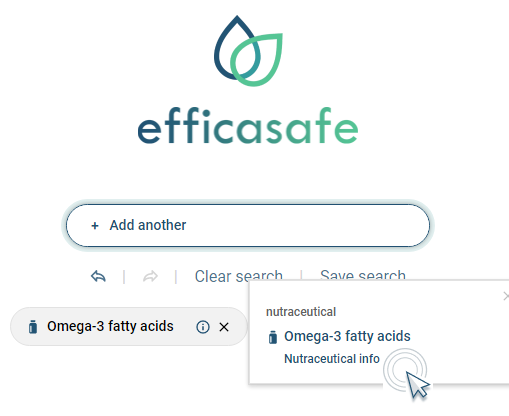 efficasafe
+ Add another
Clear search | Save search
Omega-3 fatty acids
nutraceutical
Omega-3 fatty acids
Nutraceutical info